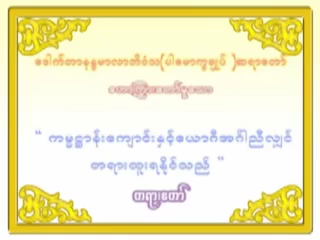 ဒေါက်တာနန္ဒမာလာဘိဝံသ(ပါမောက္ခချုပ် )ဆရာတော်
“ ကမ္မဋ္ဌာန်းကျောင်းနှင့်ယောဂီအင်္ဂါညီလျှင်
တရားထူးရနိုင်သည် ”
တရားတော်